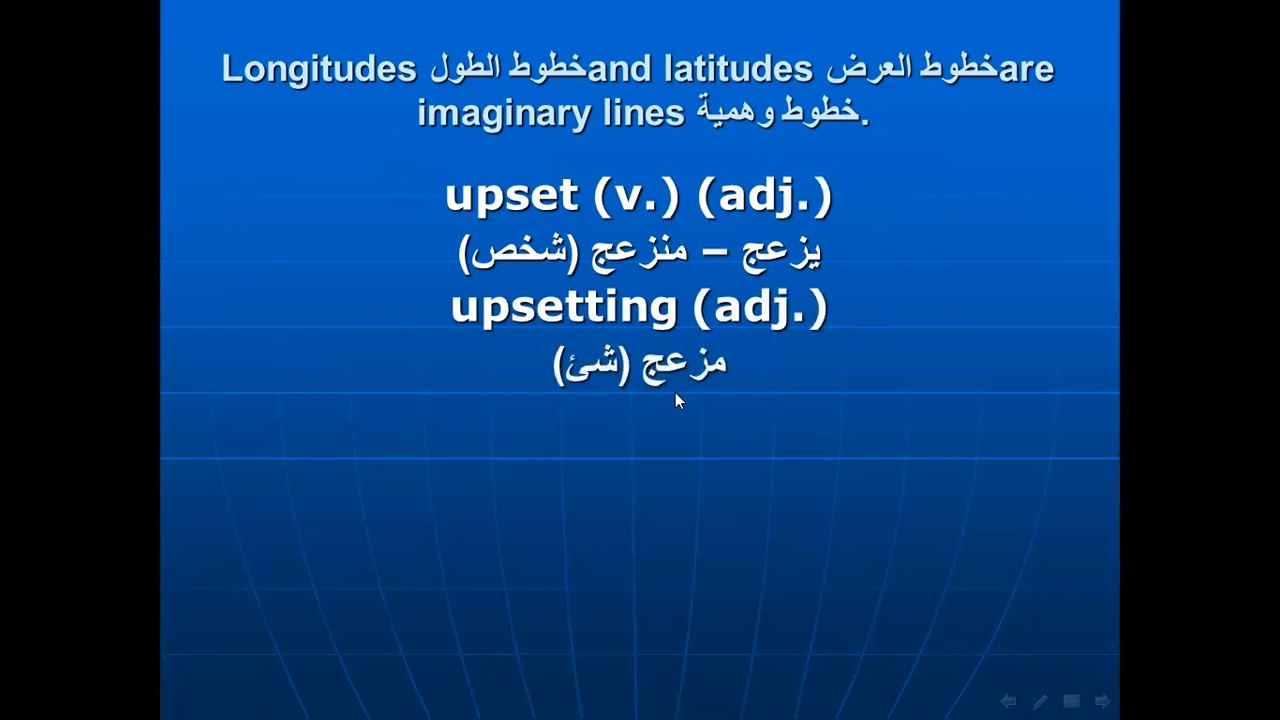 Longitudes خطوط الطول and latitudes خطوط العرض are
imaginary lines خطوط وهمية.
upset (v.) (adj.)
يزعج – منزعج (شخص)
upsetting (adj.)
مزعج (شئ)